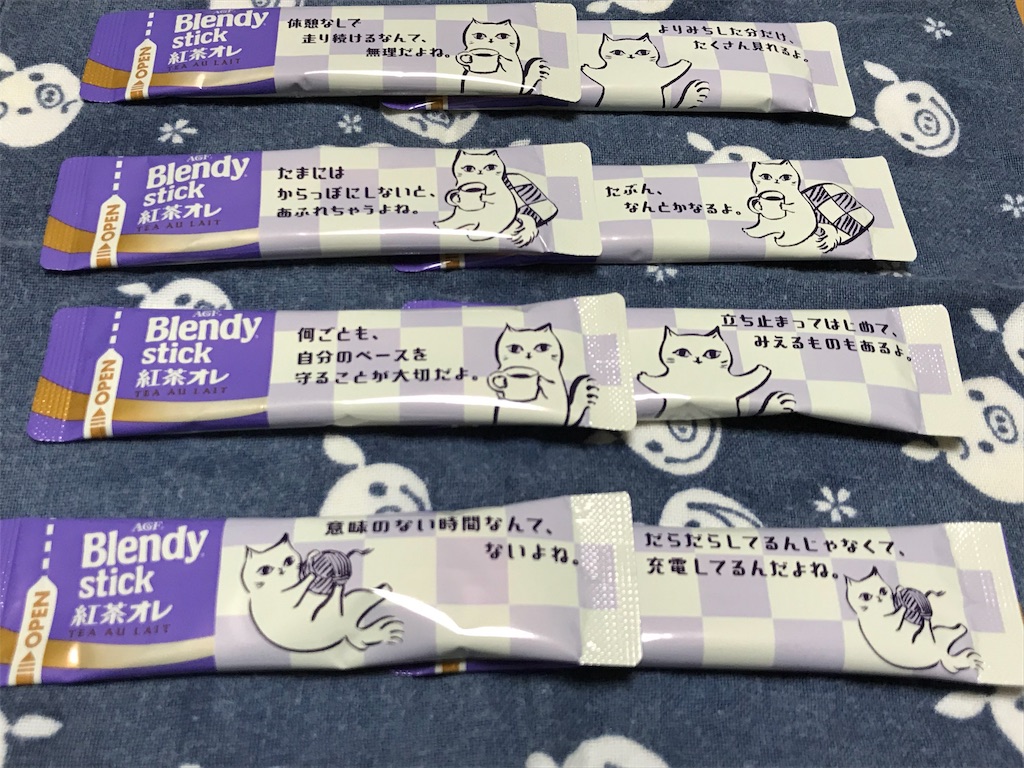 AGF
Blendy
stick
紅茶オレ
TEA AU LAIT
OPEN
休憩なしで
走り続けるなんて、
無理だよね。
よりみちした分だけ、
たくさん見れるよ。
AGF
Blendy
stick
紅茶オレ
TEA AU LAIT
OPEN
たまには
からっぽにしないと、
あふれちゃうよね。
たぶん、
なんとかなるよ。
AGF
Blendy
stick
紅茶オレ
TEA AU LAIT
OPEN
何ごとも、
自分のペースを
守ることが大切だよ。
立ち止まってはじめて、
みえるものもあるよ。
AGF
Blendy
stick
紅茶オレ
TEA AU LAIT
OPEN
意味のない時間なんて、
ないよね。
だらだらしてるんじゃなくて、
充電してるんだよね。